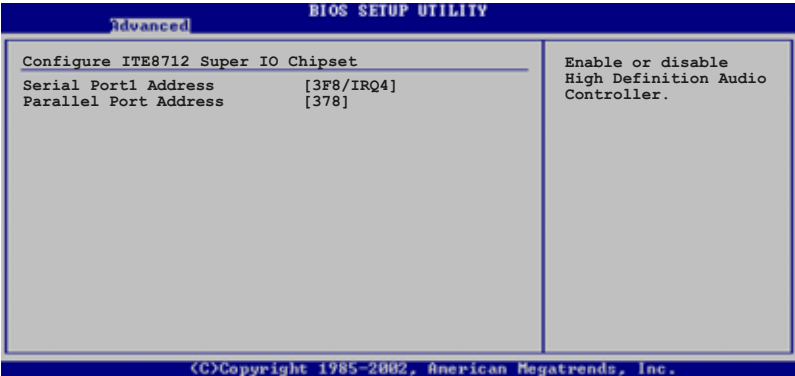 BIOS SETUP UTILITY
Advanced
Configure ITE8712 Super IO Chipset
Serial Port1 Address [3F8/IRQ4]
Parallel Port Address [378]
Enable or disable
High Definition Audio
Controller.
(C)Copyright 1985-2002, American Megatrends, Inc.